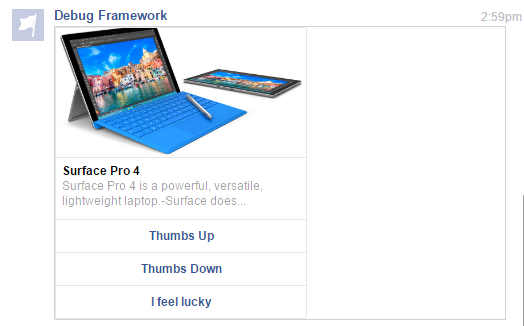 Debug Framework
2:59pm
Surface Pro 4
Surface Pro 4 is a powerful, versatile,
lightweight laptop.-Surface does...
Thumbs Up
Thumbs Down
I feel lucky